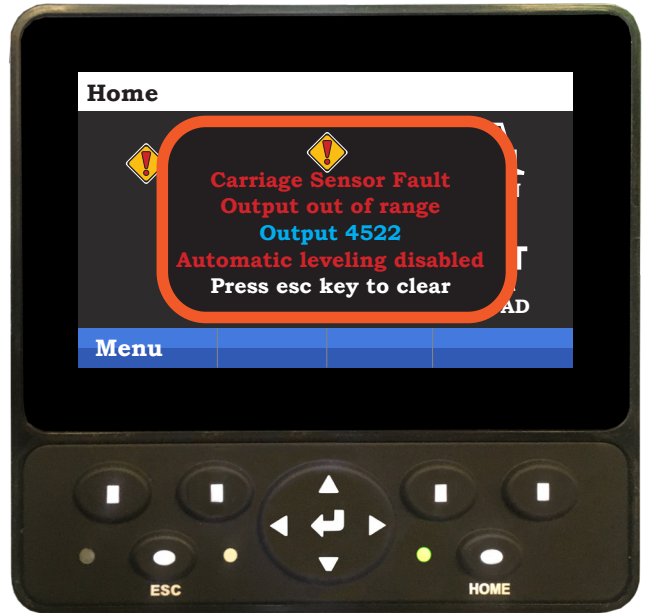 Home
Carriage Sensor Fault
Output out of range
Output 4522
Automatic leveling disabled
Press esc key to clear
AD
Menu
ESC
HOME